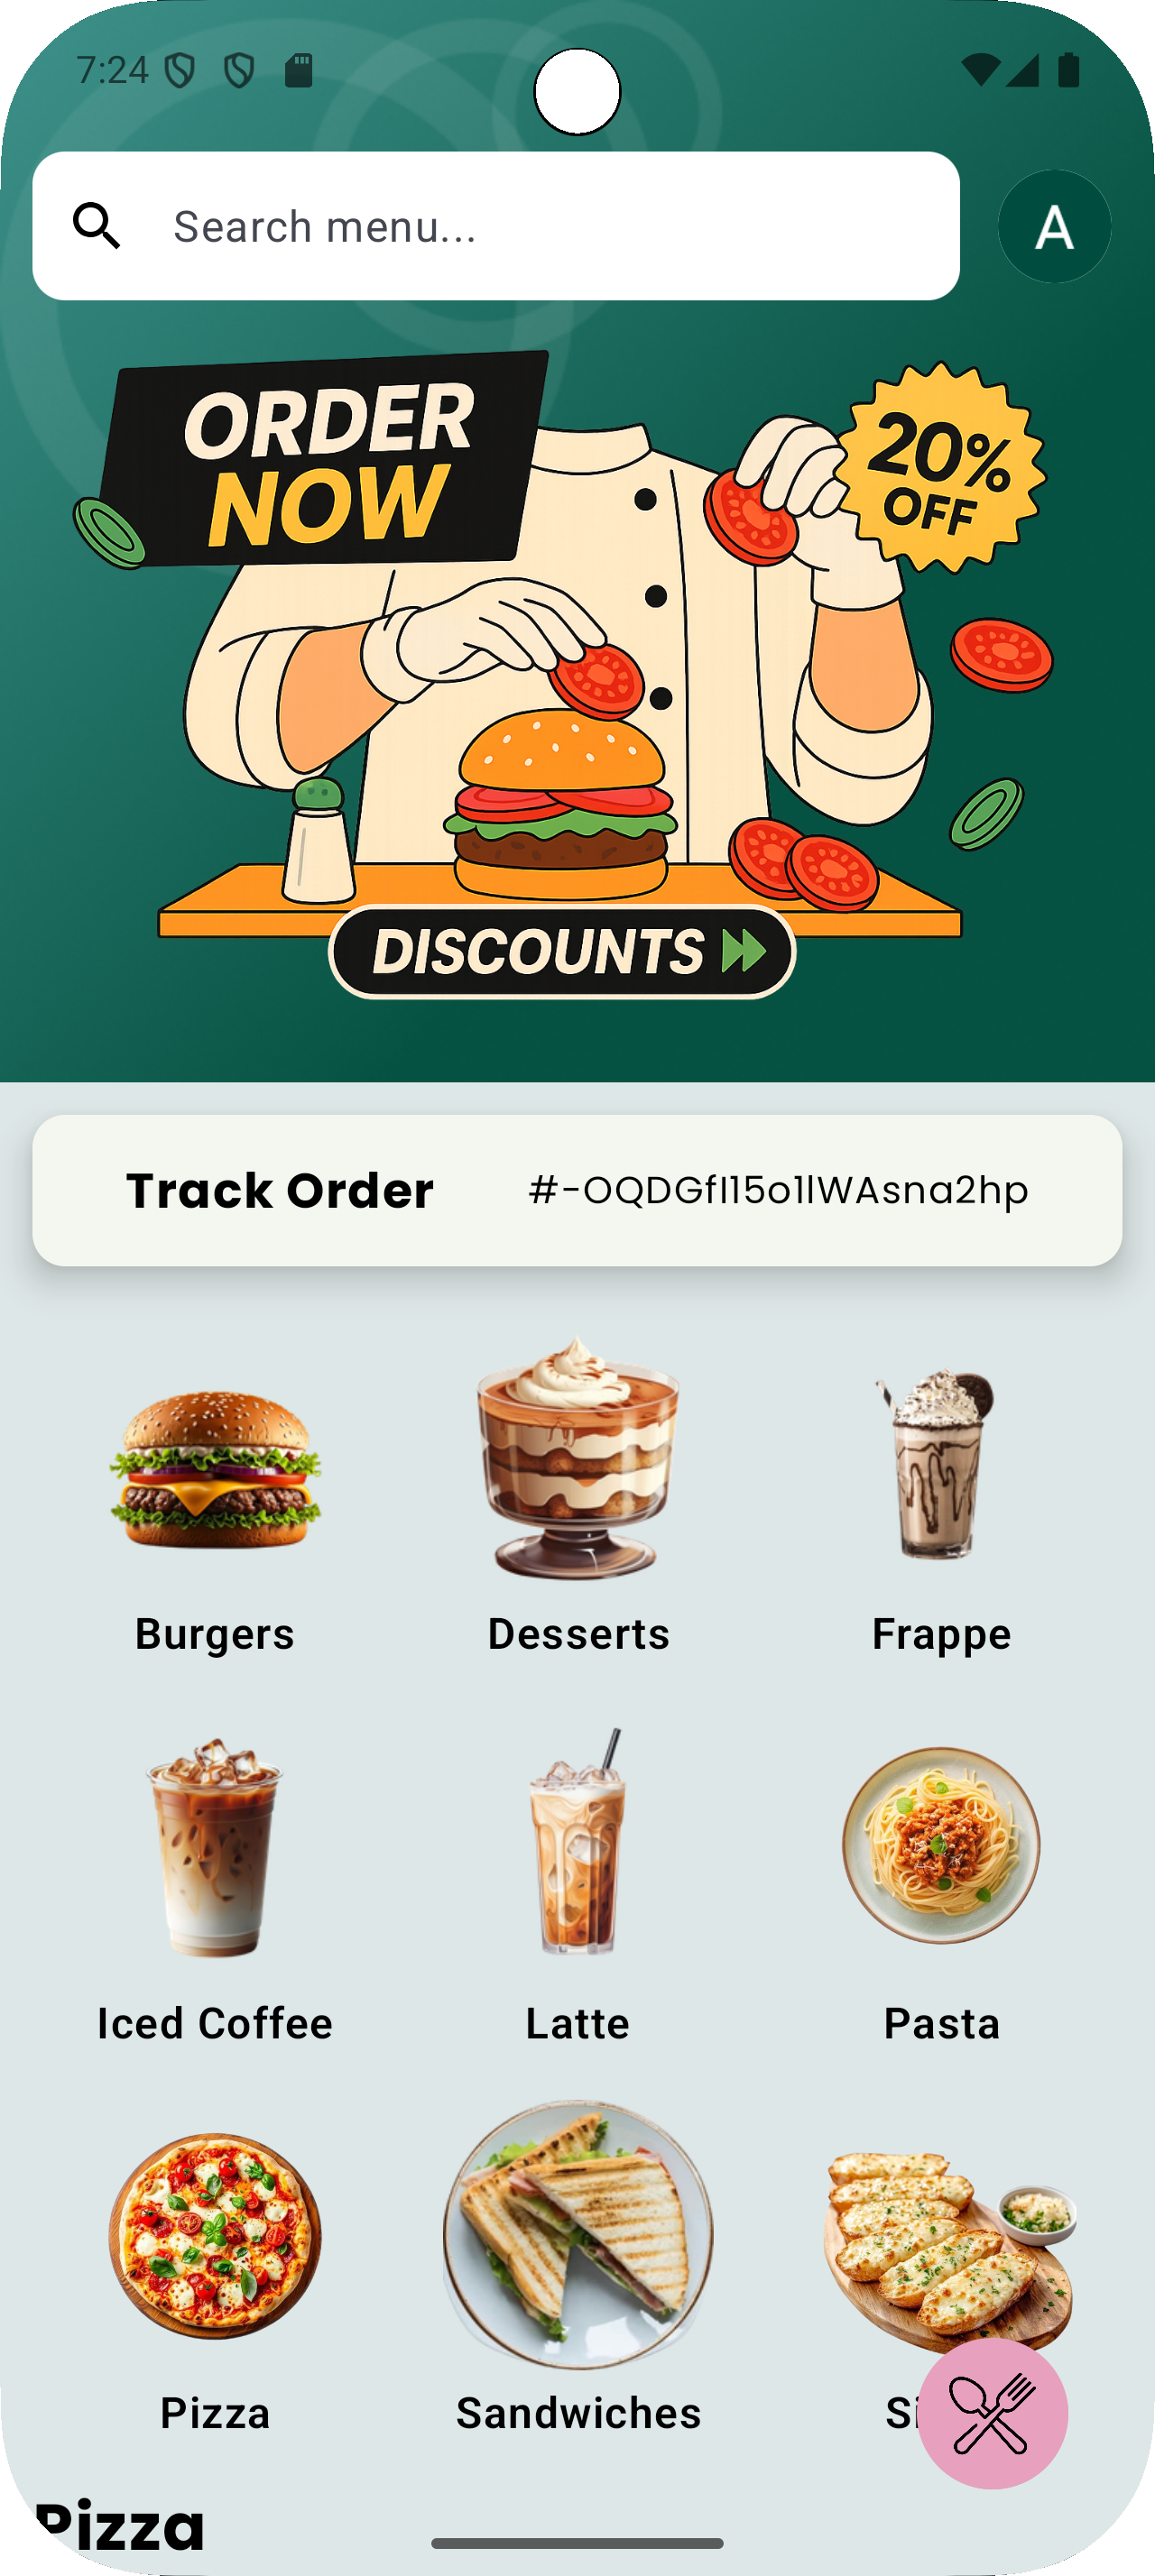 7:24
Search menu...
A
ORDER
NOW
20%
OFF
DISCOUNTS
Track Order
#-OQDGfI15o1lWAsna2hp
Burgers
Desserts
Frappe
Iced Coffee
Latte
Pasta
Pizza
Sandwiches
Si
Pizza